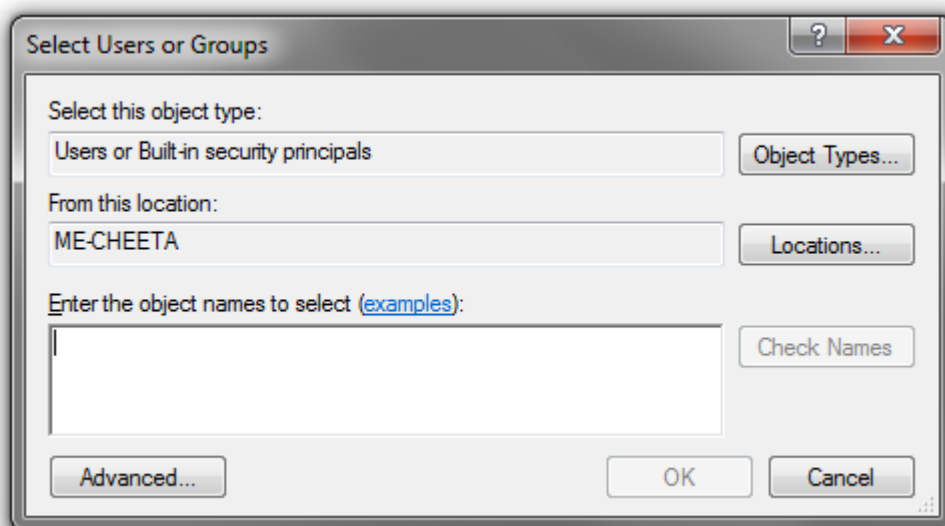 Select Users or Groups
?
Select this object type:
Users or Built-in security principals
Object Types...
From this location:
ME-CHEETA
Locations...
Enter the object names to select (examples):
Check Names
Advanced...
OK
Cancel